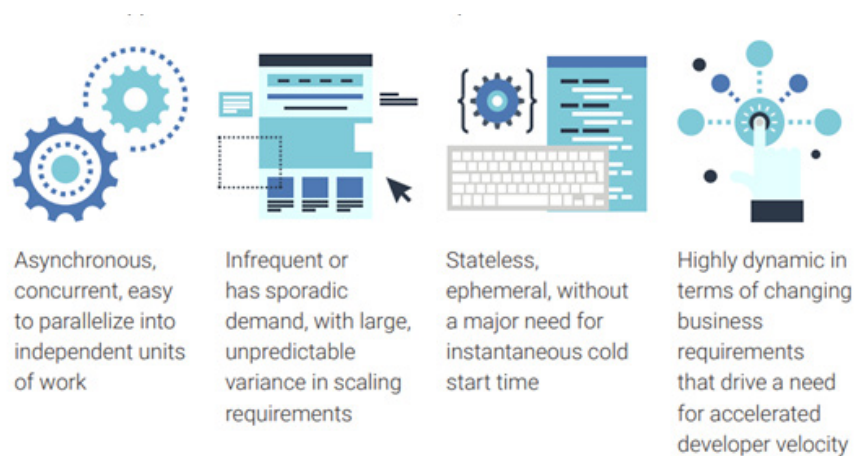 Asynchronous,
concurrent, easy
to parallelize into
independent units
of work
Infrequent or
has sporadic
demand, with large,
unpredictable
variance in scaling
requirements
Stateless,
ephemeral, without
a major need for
instantaneous cold
start time
Highly dynamic in
terms of changing
business
requirements
that drive a need
for accelerated
developer velocity